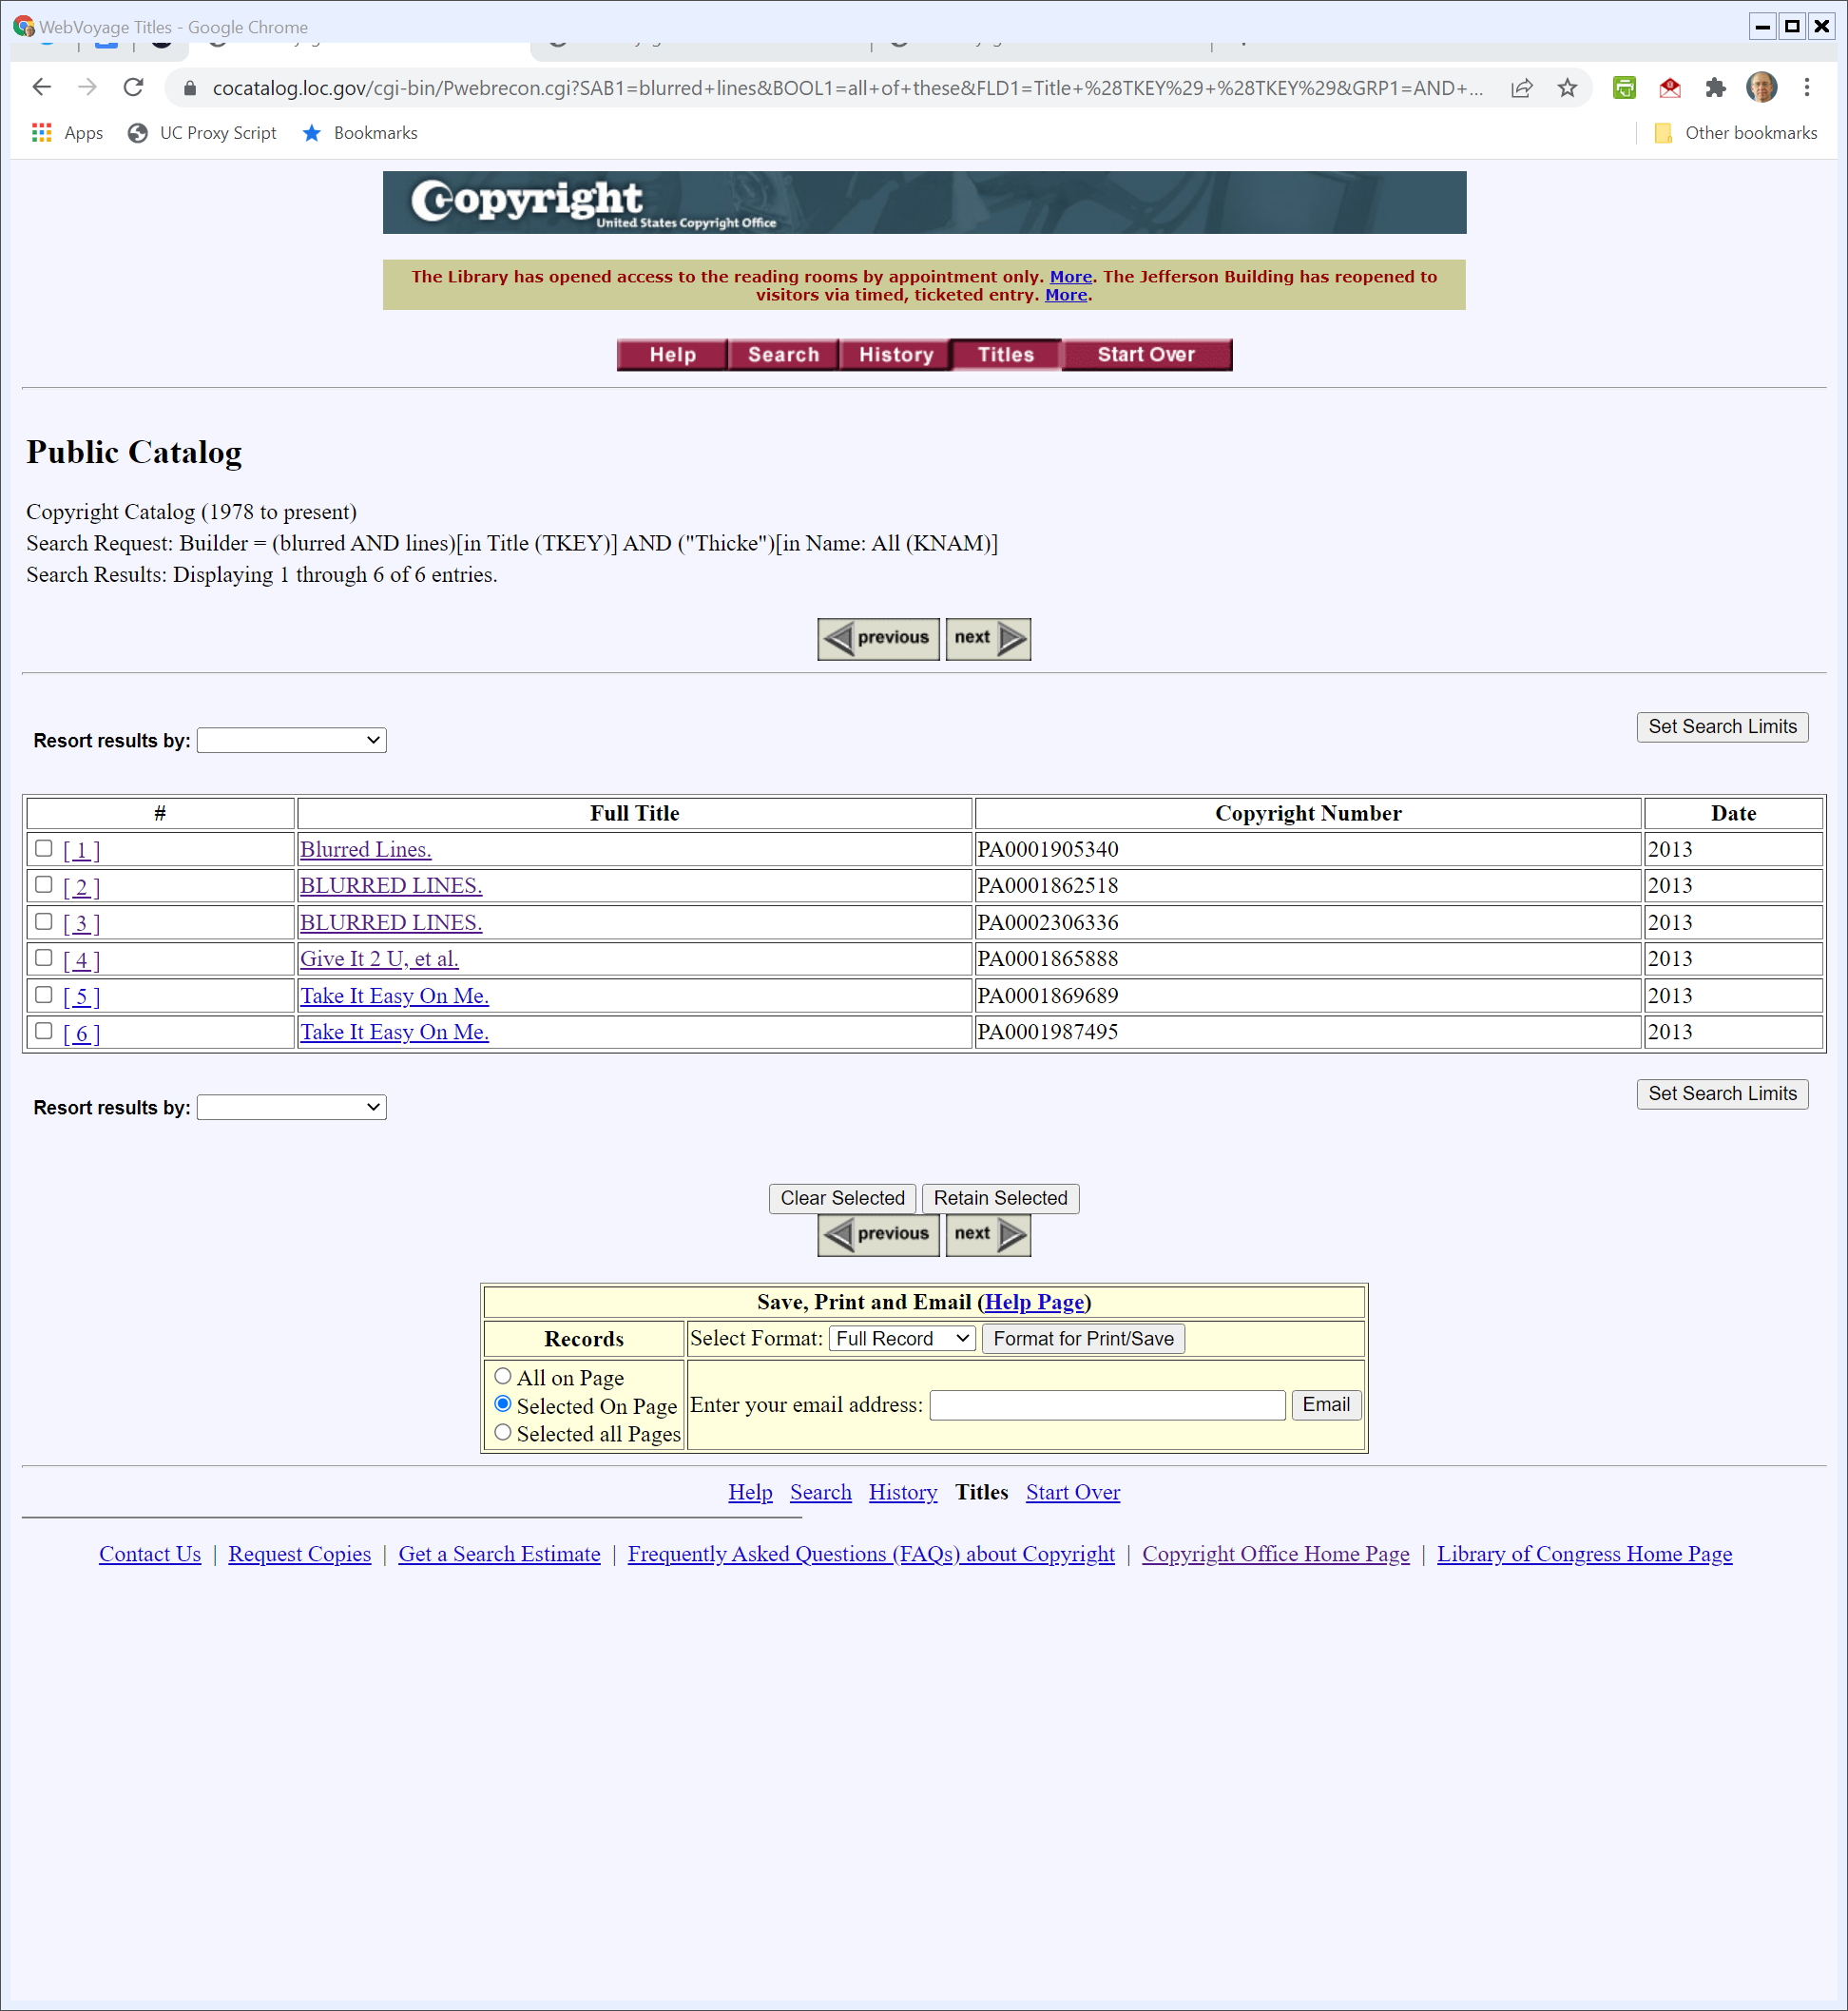 WebVoyage Titles - Google Chrome
cocatalog.loc.gov/cgi-bin/Pwebrecon.cgi?SAB1=blurred+lines&BOOL1=all+of+these&FLD1=Title+%28TKEY%29+%28TKEY%29&GRP1=AND+...
Apps UC Proxy Script Bookmarks Other bookmarks
Copyright
United States Copyright Office
The Library has opened access to the reading rooms by appointment only. More. The Jefferson Building has reopened to
visitors via timed, ticketed entry. More.
Help Search History Titles Start Over
Public Catalog
Copyright Catalog (1978 to present)
Search Request: Builder = (blurred AND lines)[in Title (TKEY)] AND ("Thicke")[in Name: All (KNAM)]
Search Results: Displaying 1 through 6 of 6 entries.
previous next
Resort results by: Set Search Limits
# Full Title Copyright Number Date
[ 1 ] Blurred Lines. PA0001905340 2013
[ 2 ] BLURRED LINES. PA0001862518 2013
[ 3 ] BLURRED LINES. PA0002306336 2013
[ 4 ] Give It 2 U, et al. PA0001865888 2013
[ 5 ] Take It Easy On Me. PA0001869689 2013
[ 6 ] Take It Easy On Me. PA0001987495 2013
Resort results by: Set Search Limits
Clear Selected Retain Selected
previous next
Save, Print and Email (Help Page)
Records Select Format: Full Record Format for Print/Save
All on Page
Selected On Page
Selected all Pages
Enter your email address: Email
Help Search History Titles Start Over
Contact Us | Request Copies | Get a Search Estimate | Frequently Asked Questions (FAQs) about Copyright | Copyright Office Home Page | Library of Congress Home Page